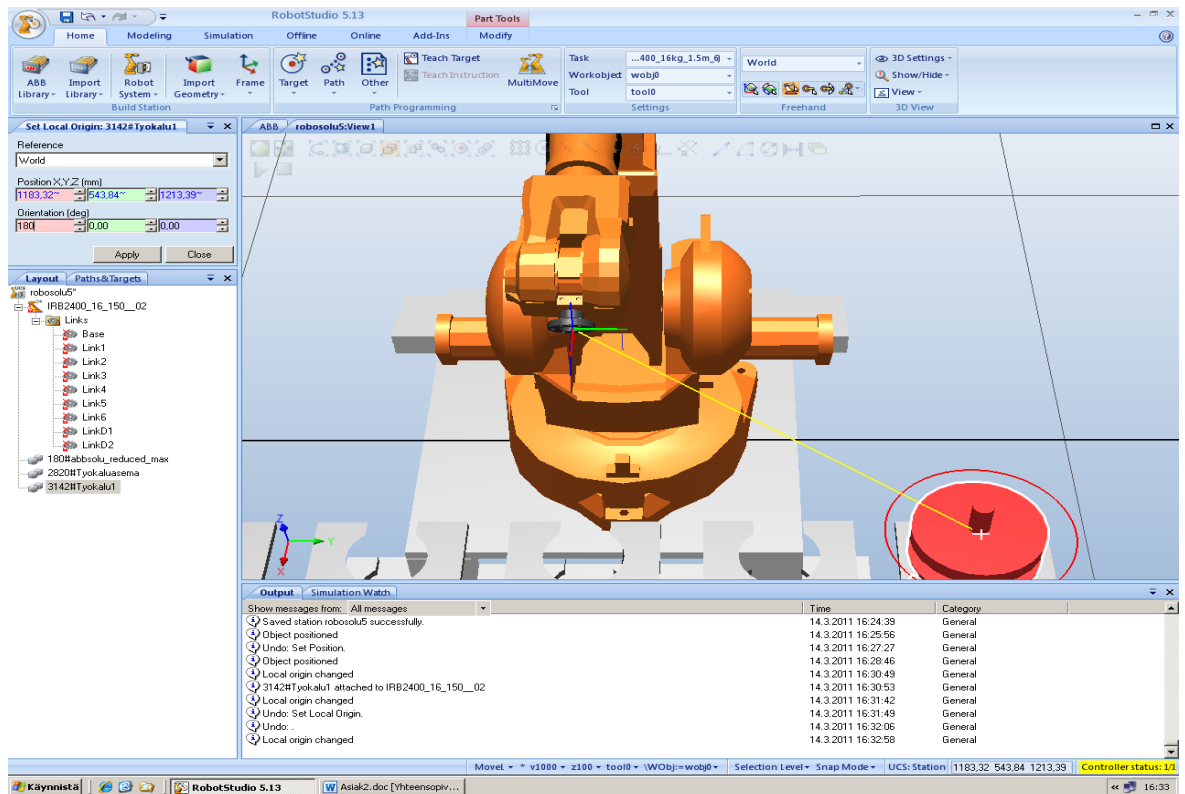 RobotStudio 5.13
Part Tools
Home Modeling Simulation Offline Online Add-Ins Modify
ABB Library
Import Library
Robot System
Import Geometry
Frame
Build Station
Target
Path
Other
Teach Target
Teach Instruction
MultiMove
Path Programming
Task ...400_16kg_1.5m_6)
Workobject wobj0
Tool tool0
Settings
World
Freehand
3D Settings
Show/Hide
View
3D View
Set Local Origin: 3142#Tyokalu1
Reference
World
Position X,Y,Z (mm)
1183,32~ 543,84~ 1213,39~
Orientation (deg)
180 0,00 0,00
Apply Close
Layout Paths&Targets
robosolu5*
IRB2400_16_150__02
Links
Base
Link1
Link2
Link3
Link4
Link5
Link6
LinkD1
LinkD2
180#abbsolu_reduced_max
2820#Tyokaluasema
3142#Tyokalu1
ABB robosolu5:View1
Z
Y
X
Output Simulation Watch
Show messages from: All messages Time Category
Saved station robosolu5 successfully. 14.3.2011 16:24:39 General
Object positioned 14.3.2011 16:25:56 General
Undo: Set Position. 14.3.2011 16:27:27 General
Object positioned 14.3.2011 16:28:46 General
Local origin changed 14.3.2011 16:30:49 General
3142#Tyokalu1 attached to IRB2400_16_150__02 14.3.2011 16:30:53 General
Local origin changed 14.3.2011 16:31:42 General
Undo: Set Local Origin. 14.3.2011 16:31:49 General
Undo: . 14.3.2011 16:32:06 General
Local origin changed 14.3.2011 16:32:58 General
MoveL * v1000 z100 tool0 \WObj:=wobj0 Selection Level Snap Mode UCS: Station 1183,32 543,84 1213,39 Controller status: 1/1
Käynnistä RobotStudio 5.13 Asiak2.doc [Yhteensopiv... 16:33